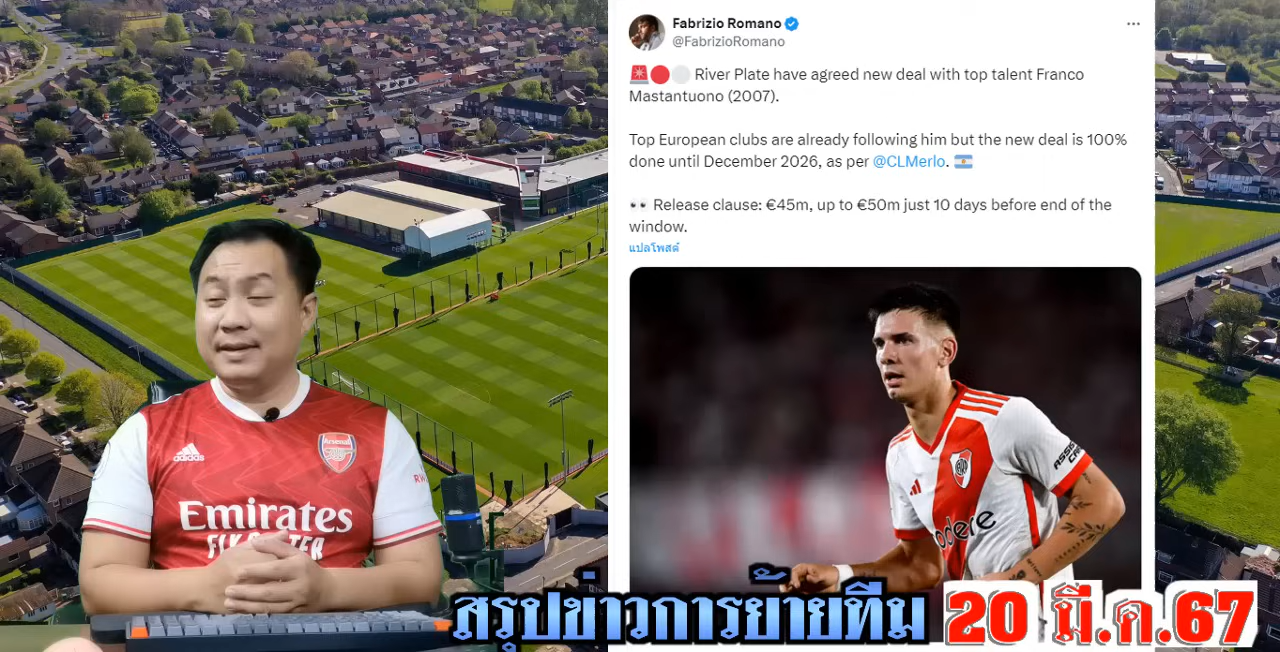 Fabrizio Romano
@FabrizioRomano
River Plate have agreed new deal with top talent Franco
Mastantuono (2007).
Top European clubs are already following him but the new deal is 100%
done until December 2026, as per @CLMerlo.
Release clause: €45m, up to €50m just 10 days before end of the
window.
แปลโพสต์
adidas
Arsenal
Emirates
FLY BETTER
สรุปข่าวการย้ายทีม 20 มี.ค.67